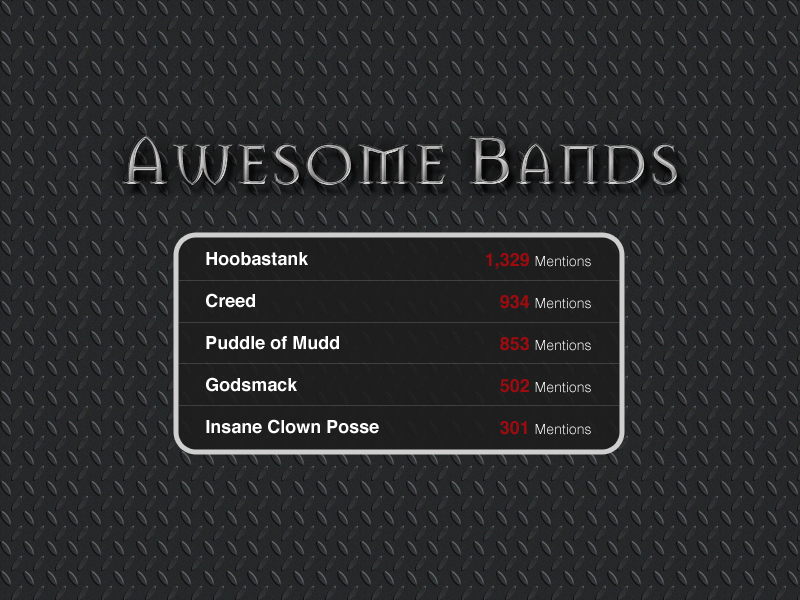 Awesome Bands
Hoobastank 1,329 Mentions
Creed 934 Mentions
Puddle of Mudd 853 Mentions
Godsmack 502 Mentions
Insane Clown Posse 301 Mentions